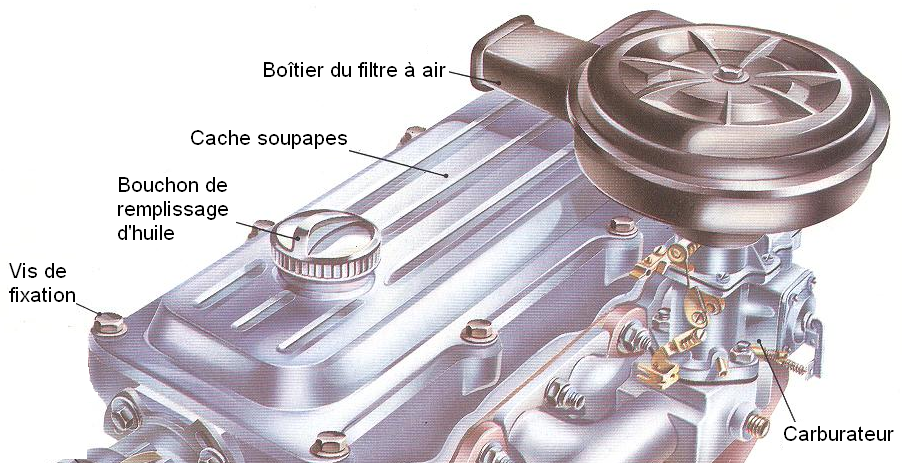 Boîtier du filtre à air
Cache soupapes
Bouchon de
remplissage
d'huile
Vis de
fixation
Carburateur